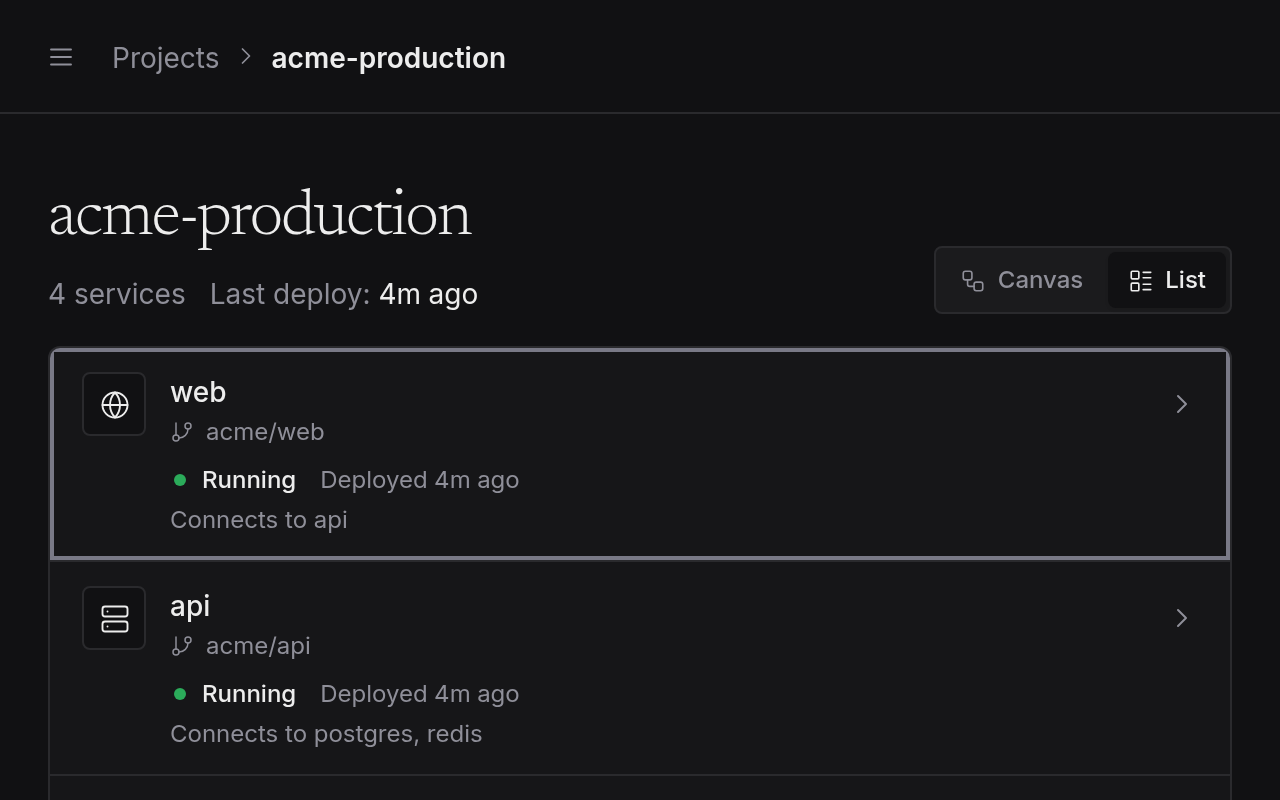 Projects acme-production
acme-production
4 services Last deploy: 4m ago
Canvas List
web
acme/web
Running Deployed 4m ago
Connects to api
api
acme/api
Running Deployed 4m ago
Connects to postgres, redis